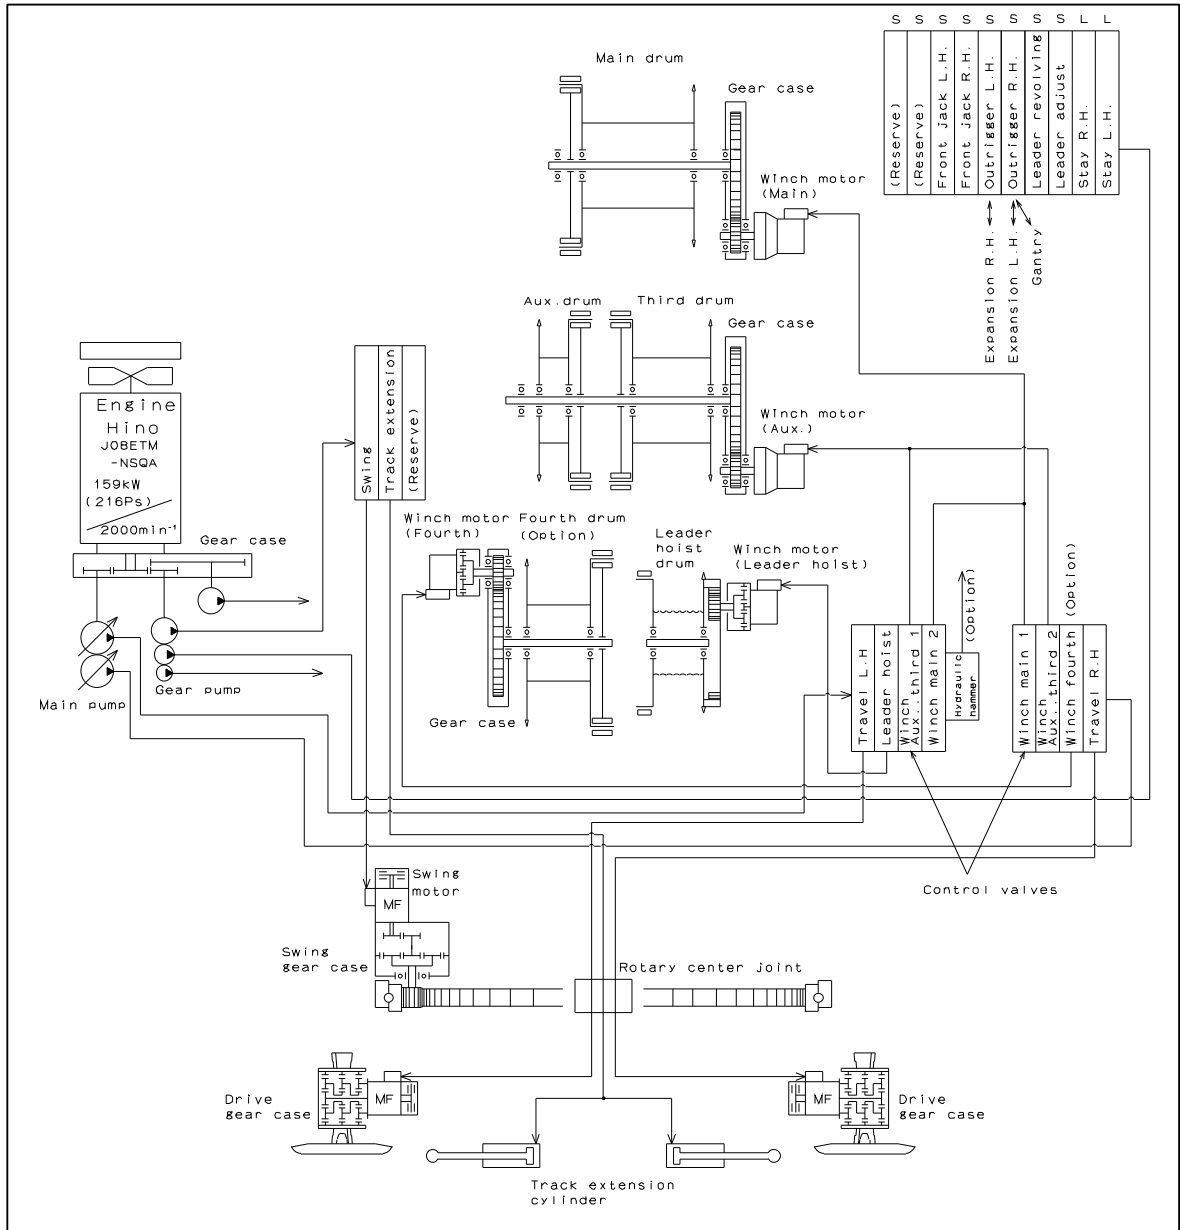 S S S S S S S S L L
(Reserve)
(Reserve)
Front jack L.H.
Front jack R.H.
Outrigger L.H.
Outrigger R.H.
Leader revolving
Leader adjust
Stay R.H.
Stay L.H.
Main drum
Gear case
Winch motor
(Main)
Expansion R.H.
Expansion L.H.
Gantry
Aux.drum
Third drum
Gear case
Winch motor
(Aux.)
Engine
Hino
J08ETM
-NSQA
159kW
(216Ps)
2000min⁻¹
Gear case
Swing
Track extension
(Reserve)
Winch motor
(Fourth)
Fourth drum
(Option)
Leader
hoist
drum
Winch motor
(Leader hoist)
Gear case
Main pump
Gear pump
Travel L.H
Leader hoist
Winch
Aux..third 1
Winch main 2
Hydraulic
hammer
(Option)
Winch main 1
Winch
Aux..third 2
Winch fourth (Option)
Travel R.H
Control valves
Swing
motor
MF
Swing
gear case
Rotary center joint
Drive
gear case
MF
MF
Drive
gear case
Track extension
cylinder